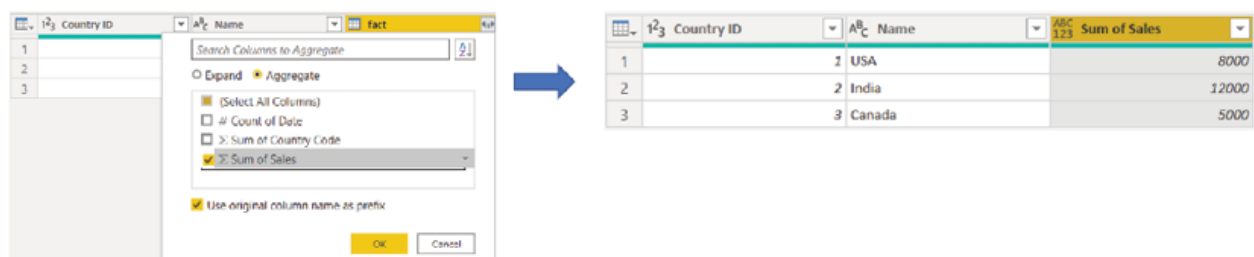 1²3 Country ID ABC Name fact
1
2
3
Search Columns to Aggregate
Expand Aggregate
(Select All Columns)
# Count of Date
Σ Sum of Country Code
Σ Sum of Sales
Use original column name as prefix
OK Cancel
1²3 Country ID ABC Name ABC 123 Sum of Sales
1 1 USA 8000
2 2 India 12000
3 3 Canada 5000